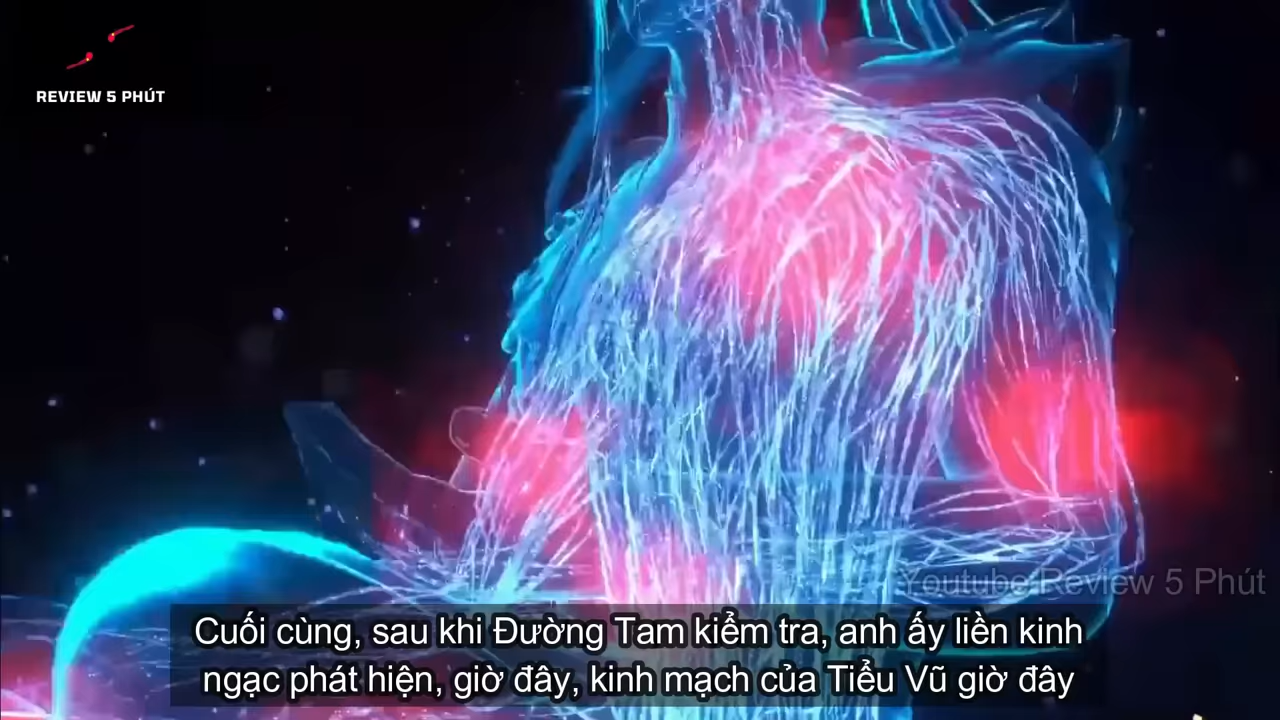 REVIEW 5 PHÚT
Youtube:Review 5 Phút
Cuối cùng, sau khi Đường Tam kiểm tra, anh ấy liền kinh
ngạc phát hiện, giờ đây, kinh mạch của Tiểu Vũ giờ đây